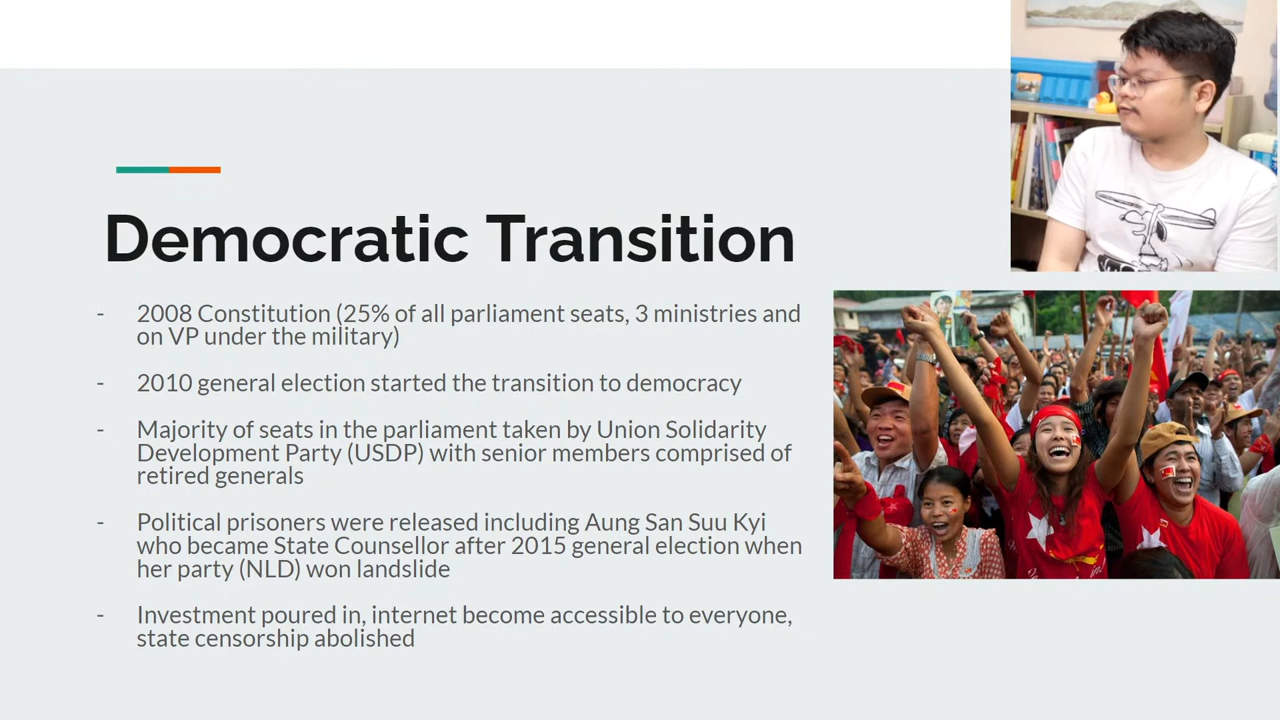 Democratic Transition
- 2008 Constitution (25% of all parliament seats, 3 ministries and
on VP under the military)
- 2010 general election started the transition to democracy
- Majority of seats in the parliament taken by Union Solidarity
Development Party (USDP) with senior members comprised of
retired generals
- Political prisoners were released including Aung San Suu Kyi
who became State Counsellor after 2015 general election when
her party (NLD) won landslide
- Investment poured in, internet become accessible to everyone,
state censorship abolished